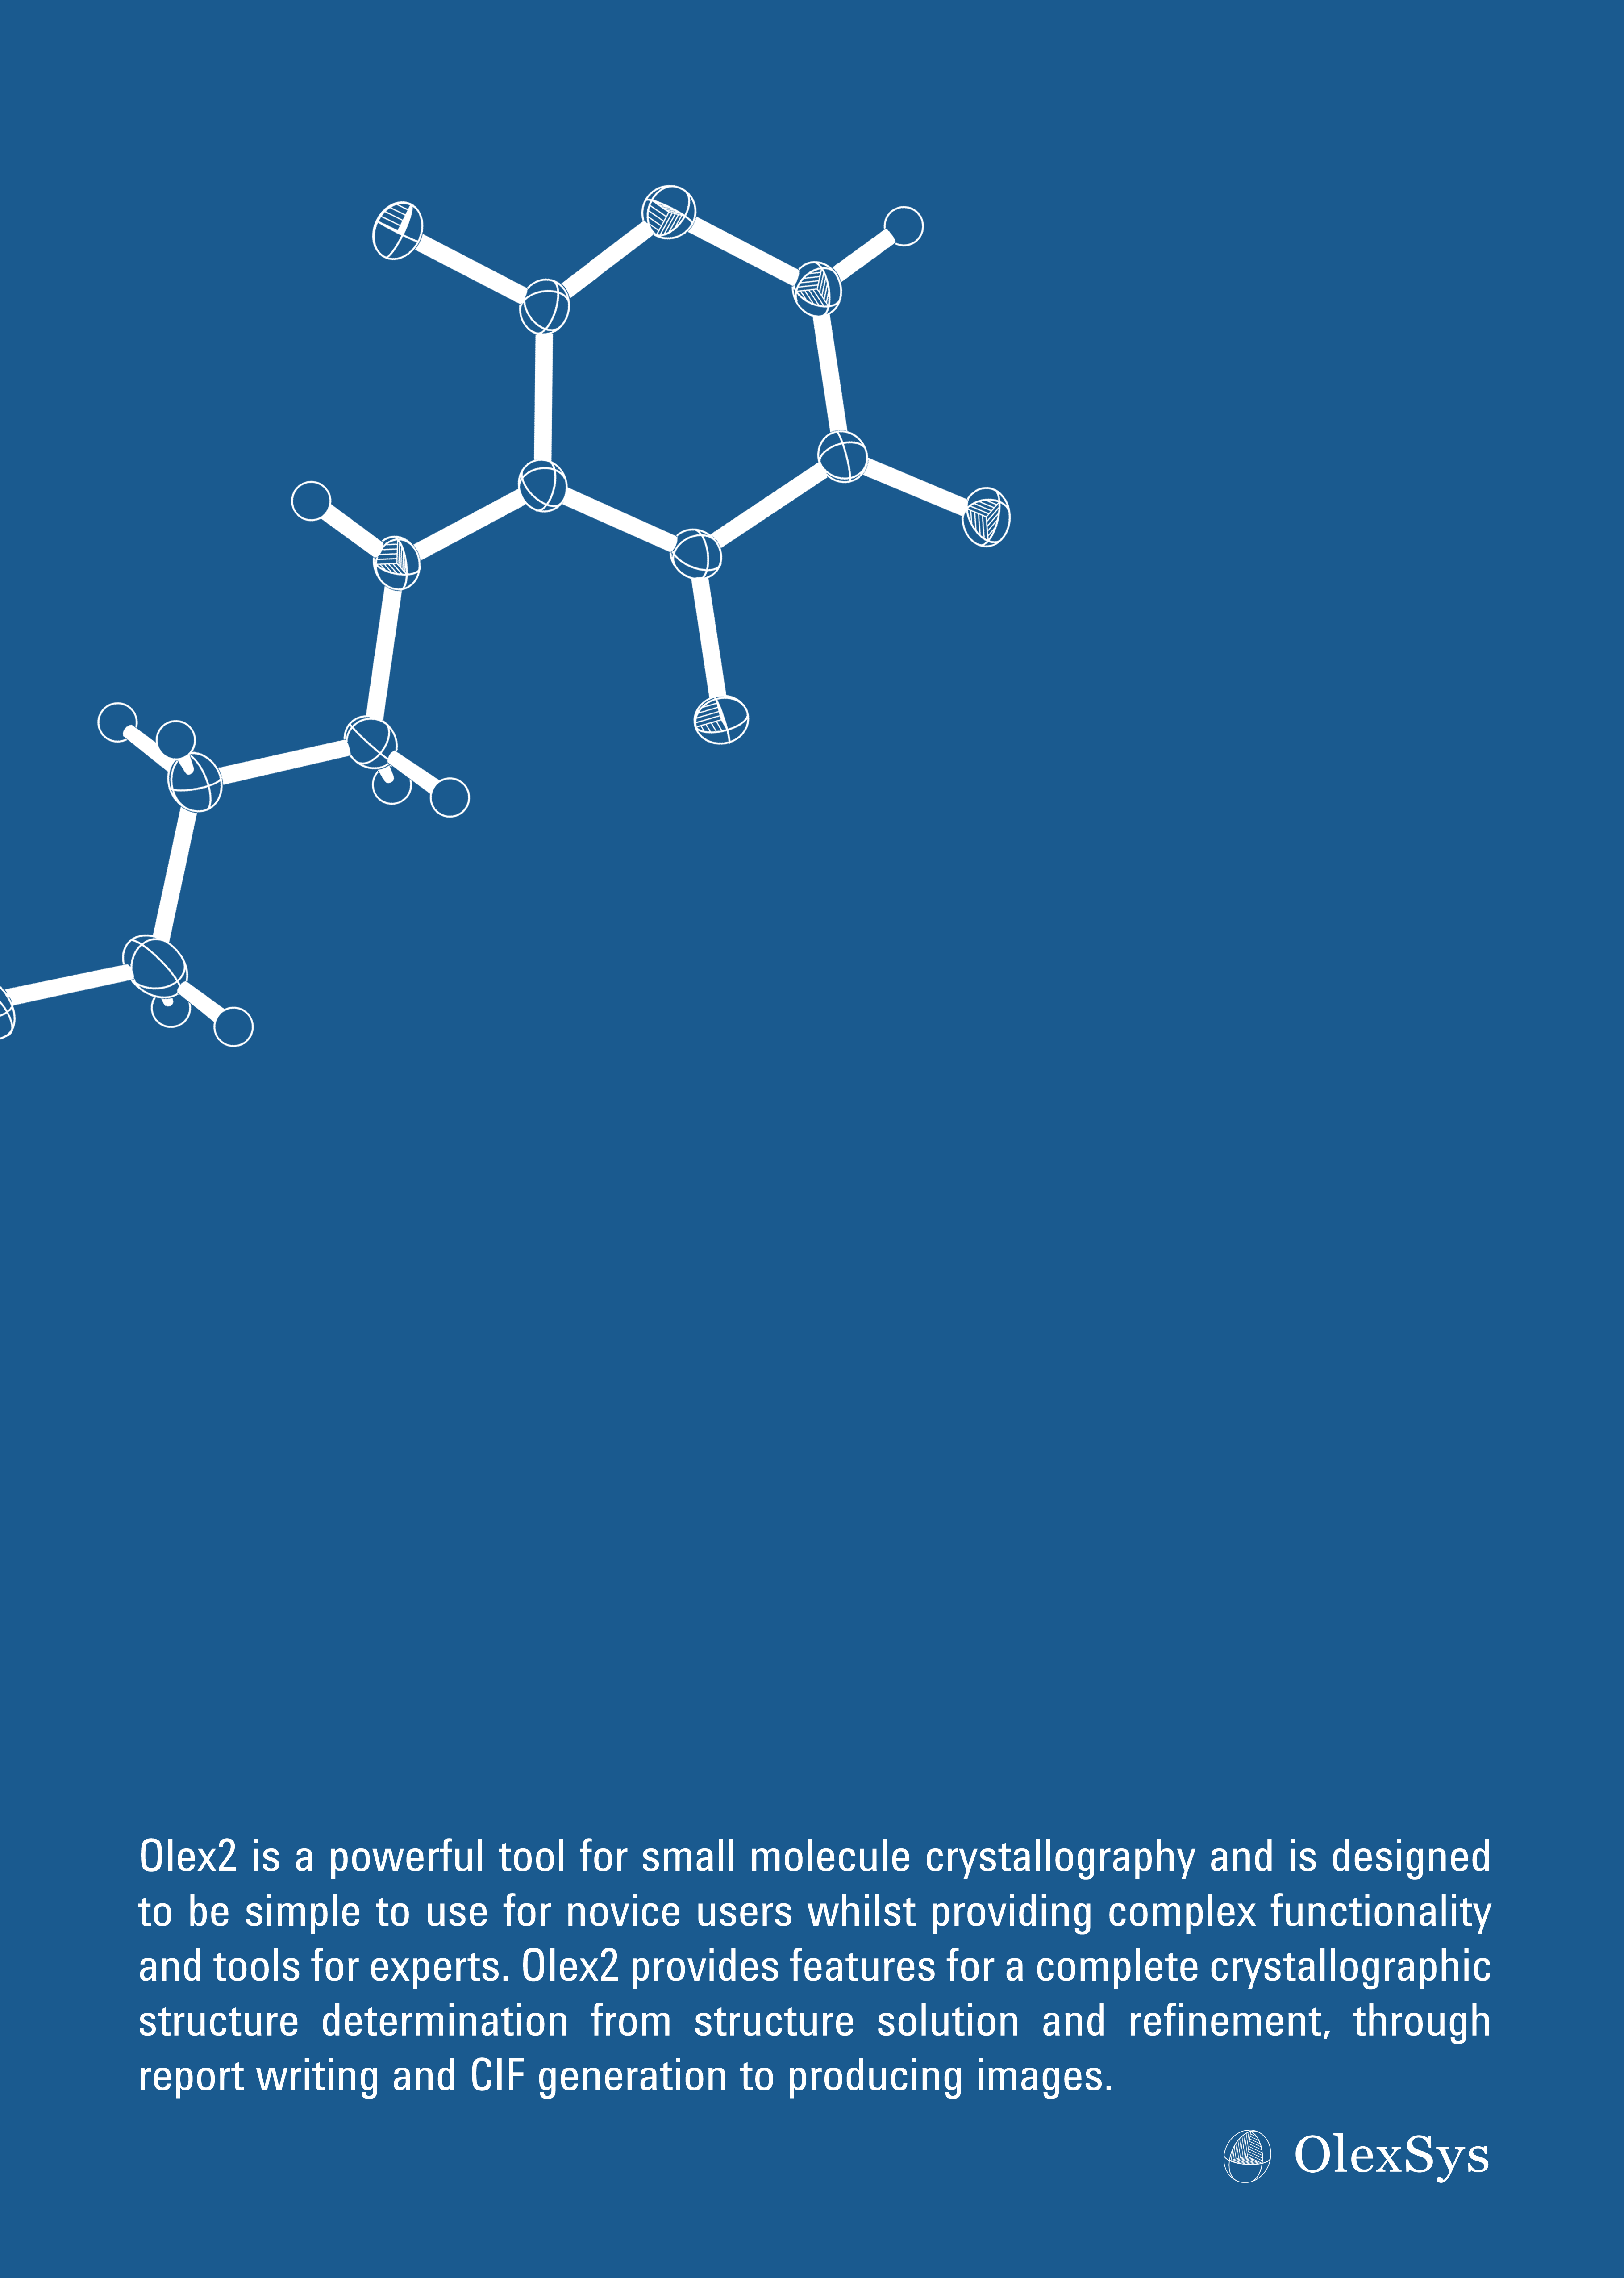 Olex2 is a powerful tool for small molecule crystallography and is designed
to be simple to use for novice users whilst providing complex functionality
and tools for experts. Olex2 provides features for a complete crystallographic
structure determination from structure solution and refinement, through
report writing and CIF generation to producing images.
OlexSys